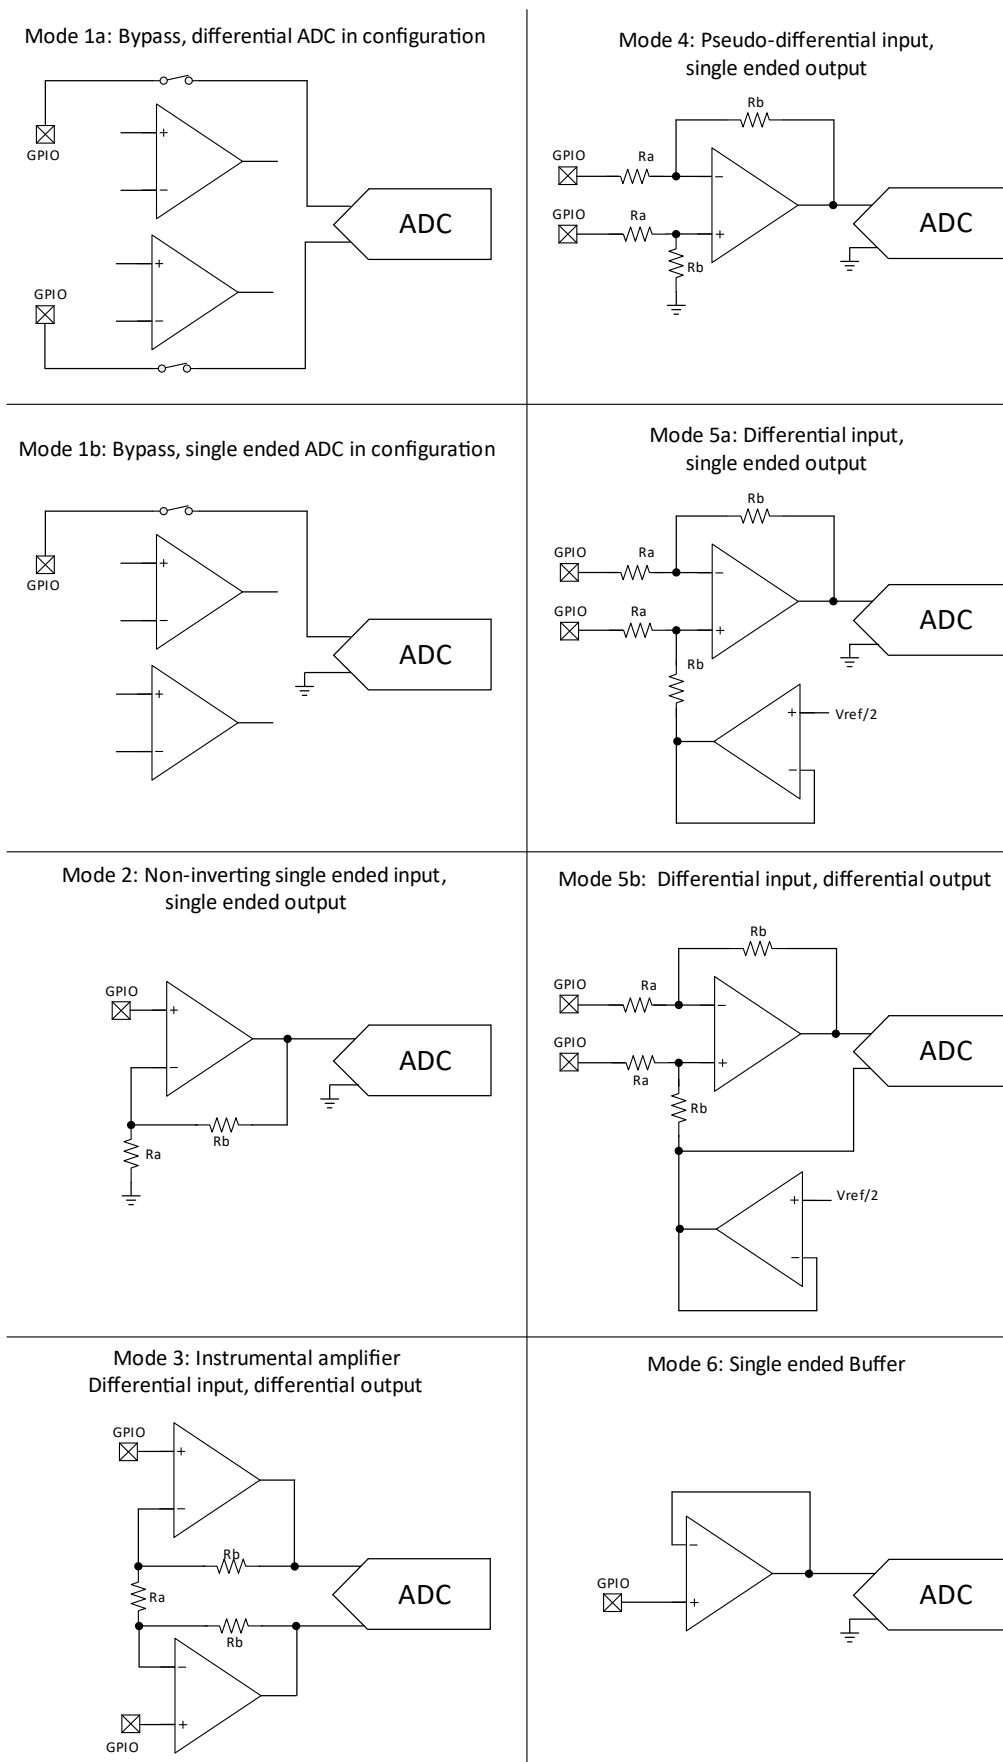 Mode 1a: Bypass, differential ADC in configuration
GPIO
+
−
ADC
+
−
GPIO
Mode 4: Pseudo-differential input,
single ended output
Rb
GPIO
Ra
−
GPIO
Ra
+
Rb
ADC
Mode 1b: Bypass, single ended ADC in configuration
GPIO
+
−
ADC
+
−
Mode 5a: Differential input,
single ended output
Rb
GPIO
Ra
−
GPIO
Ra
+
Rb
ADC
+
Vref/2
−
Mode 2: Non-inverting single ended input,
single ended output
GPIO
+
−
ADC
Rb
Ra
Mode 5b: Differential input, differential output
Rb
GPIO
Ra
−
GPIO
Ra
+
Rb
ADC
+
Vref/2
−
Mode 3: Instrumental amplifier
Differential input, differential output
GPIO
+
−
Rb
Ra
ADC
Rb
−
+
GPIO
Mode 6: Single ended Buffer
−
GPIO
+
ADC